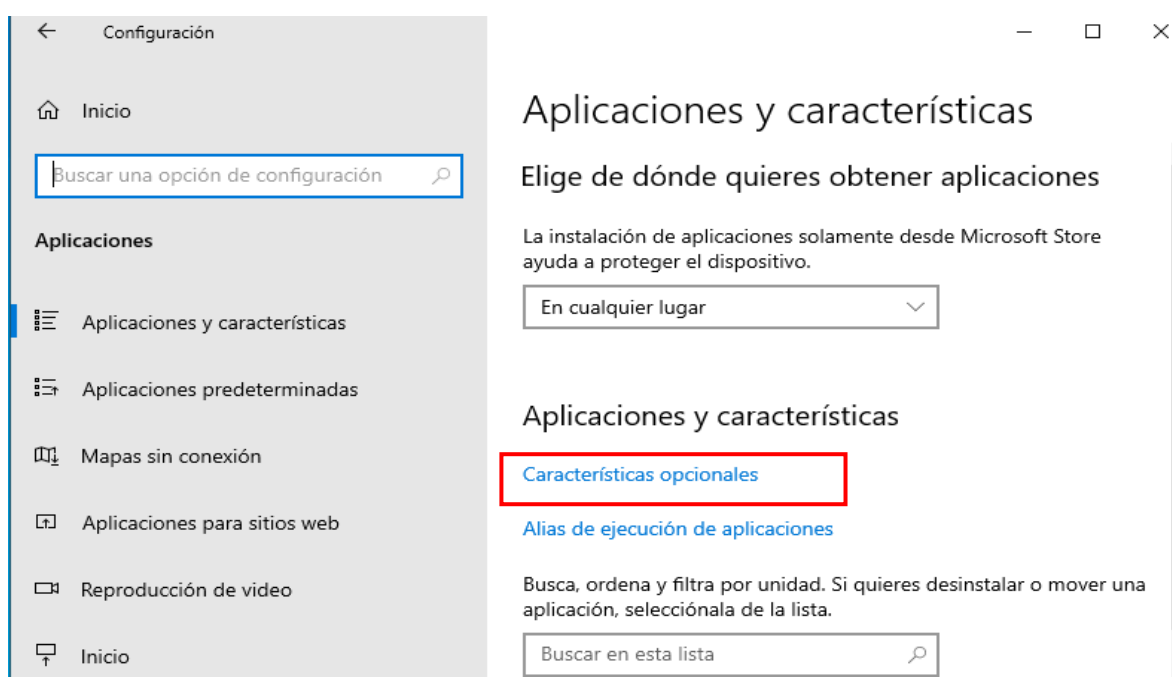 Configuración
Inicio
Buscar una opción de configuración
Aplicaciones
Aplicaciones y características
Aplicaciones predeterminadas
Mapas sin conexión
Aplicaciones para sitios web
Reproducción de video
Inicio
Aplicaciones y características
Elige de dónde quieres obtener aplicaciones
La instalación de aplicaciones solamente desde Microsoft Store
ayuda a proteger el dispositivo.
En cualquier lugar
Aplicaciones y características
Características opcionales
Alias de ejecución de aplicaciones
Busca, ordena y filtra por unidad. Si quieres desinstalar o mover una
aplicación, selecciónala de la lista.
Buscar en esta lista